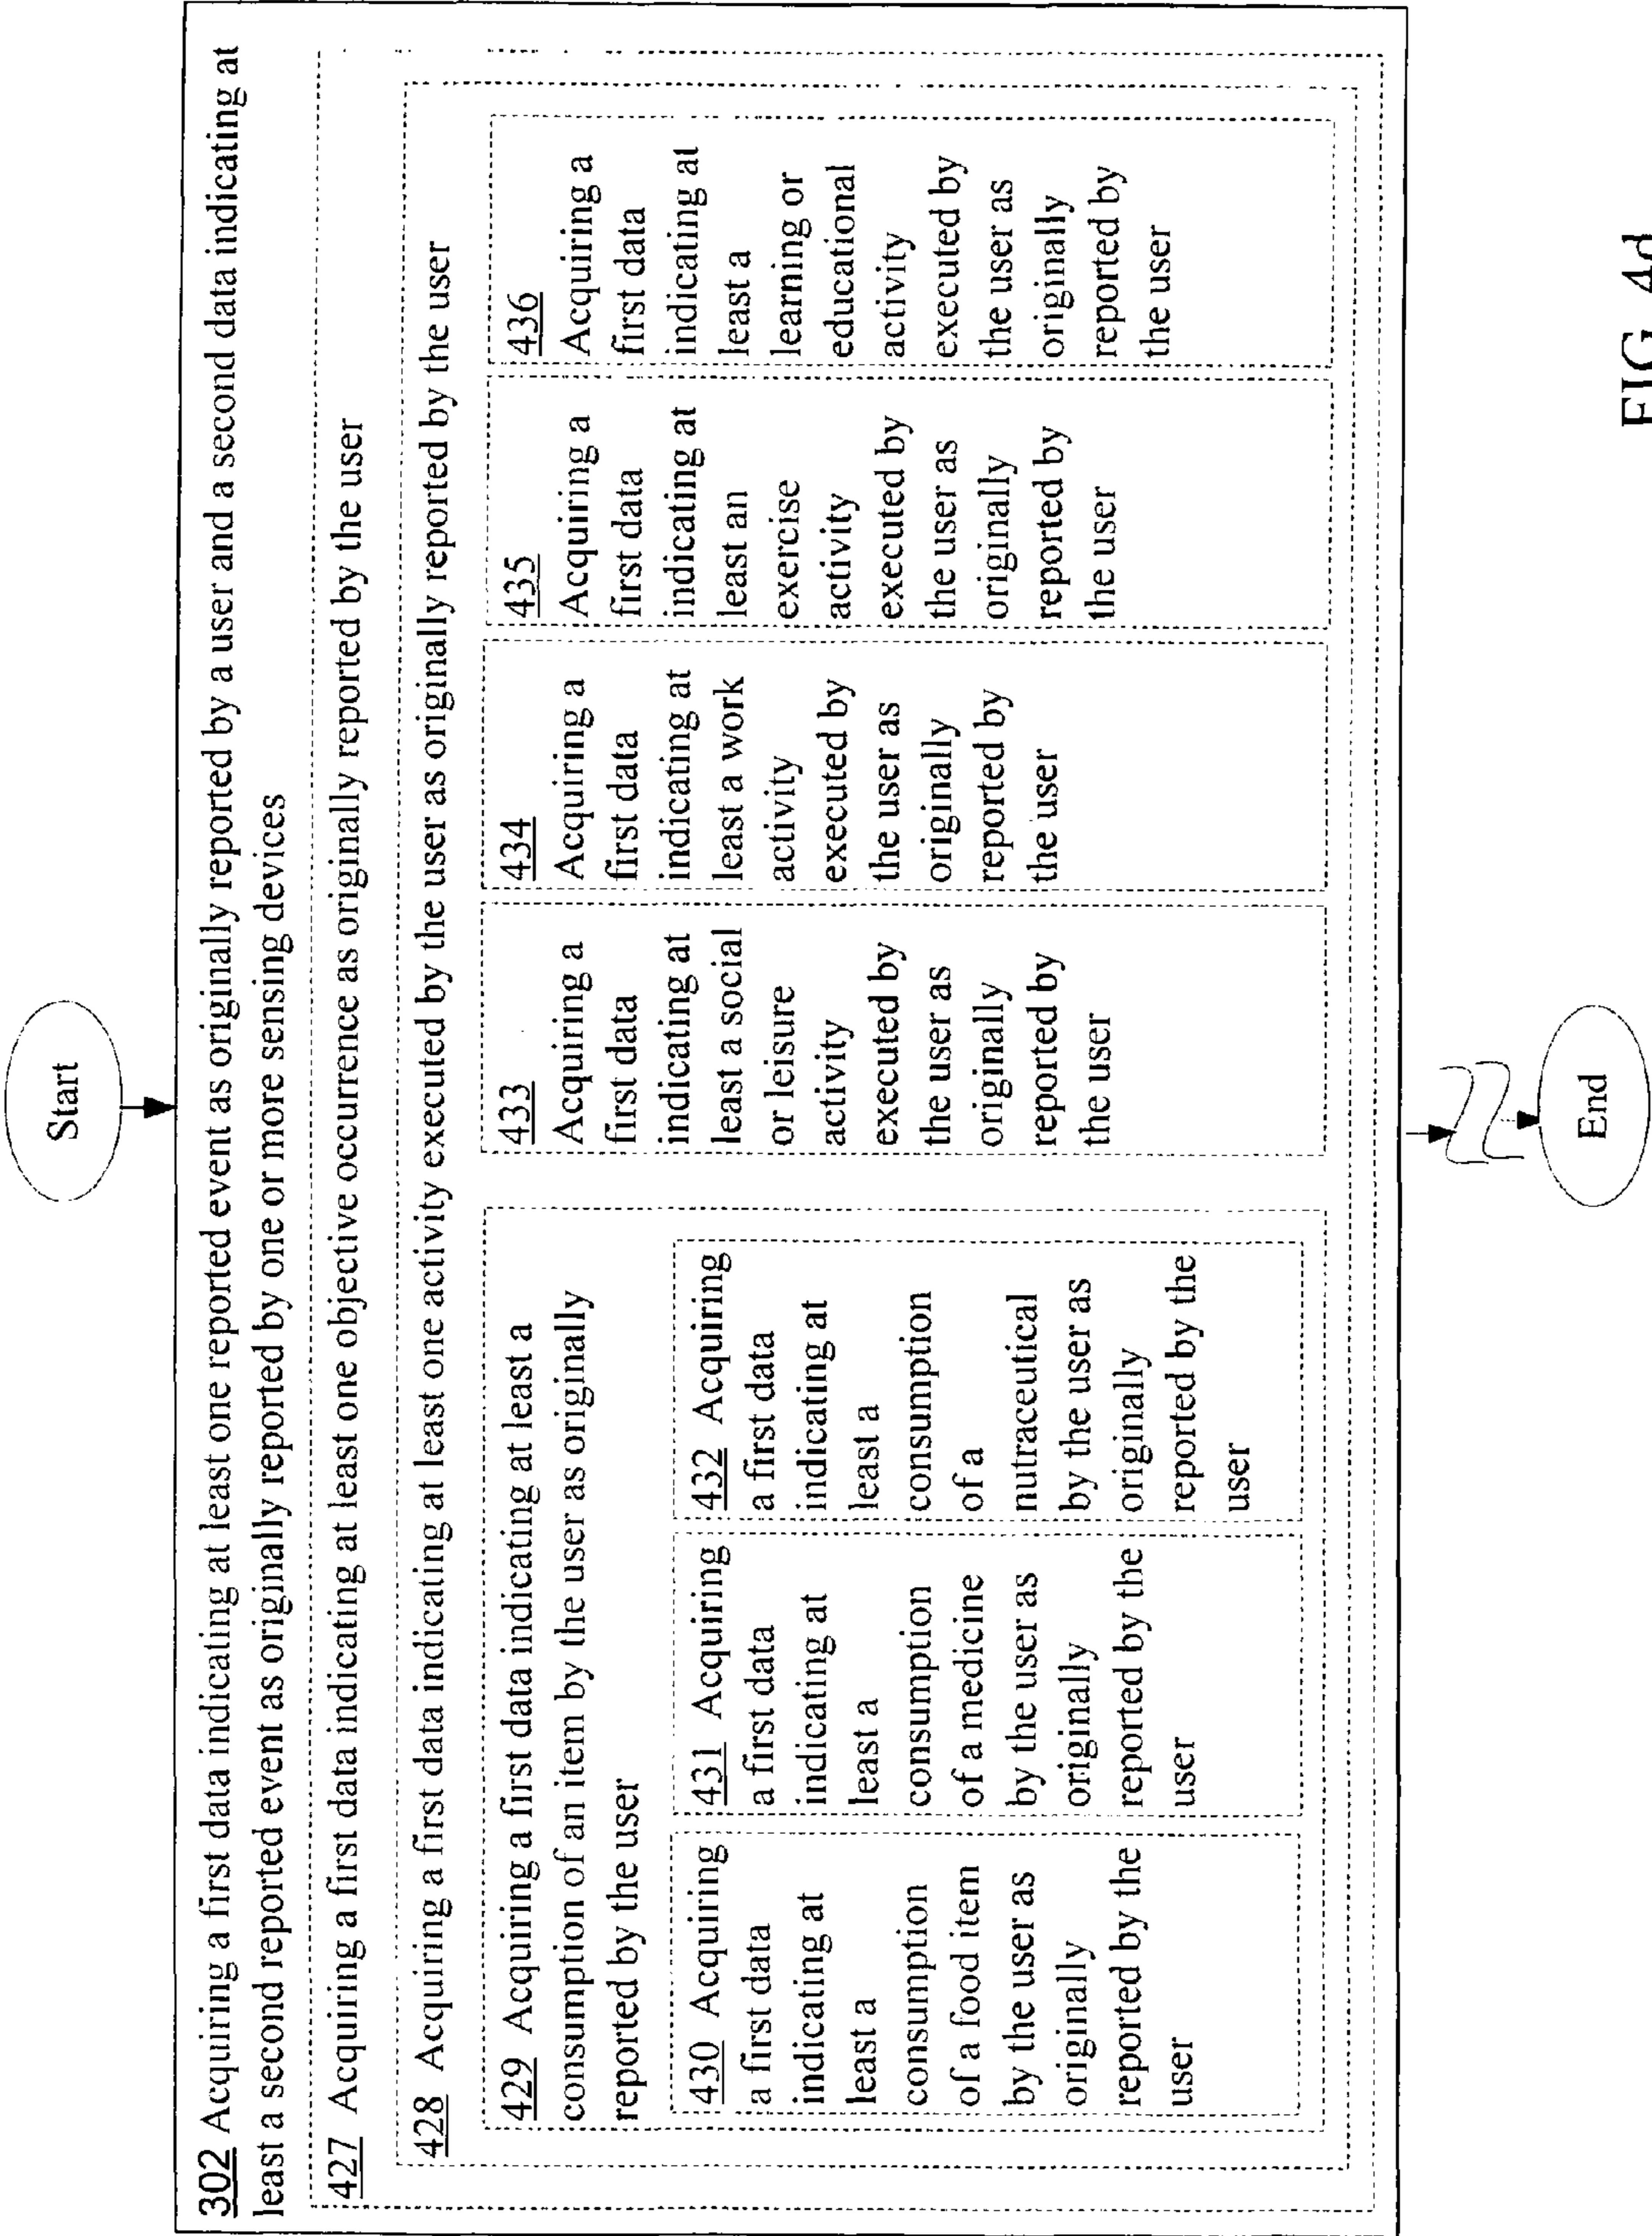 Start
302 Acquiring a first data indicating at least one reported event as originally reported by a user and a second data indicating at
least a second reported event as originally reported by one or more sensing devices
427 Acquiring a first data indicating at least one objective occurrence as originally reported by the user
428 Acquiring a first data indicating at least one activity executed by the user as originally reported by the user
429 Acquiring a first data indicating at least a
consumption of an item by the user as originally
reported by the user
430 Acquiring
a first data
indicating at
least a
consumption
of a food item
by the user as
originally
reported by the
user
431 Acquiring
a first data
indicating at
least a
consumption
of a medicine
by the user as
originally
reported by the
user
432 Acquiring
a first data
indicating at
least a
consumption
of a
nutraceutical
by the user as
originally
reported by the
user
433
Acquiring a
first data
indicating at
least a social
or leisure
activity
executed by
the user as
originally
reported by
the user
434
Acquiring a
first data
indicating at
least a work
activity
executed by
the user as
originally
reported by
the user
435
Acquiring a
first data
indicating at
least an
exercise
activity
executed by
the user as
originally
reported by
the user
436
Acquiring a
first data
indicating at
least a
learning or
educational
activity
executed by
the user as
originally
reported by
the user
End
FIG. 4d